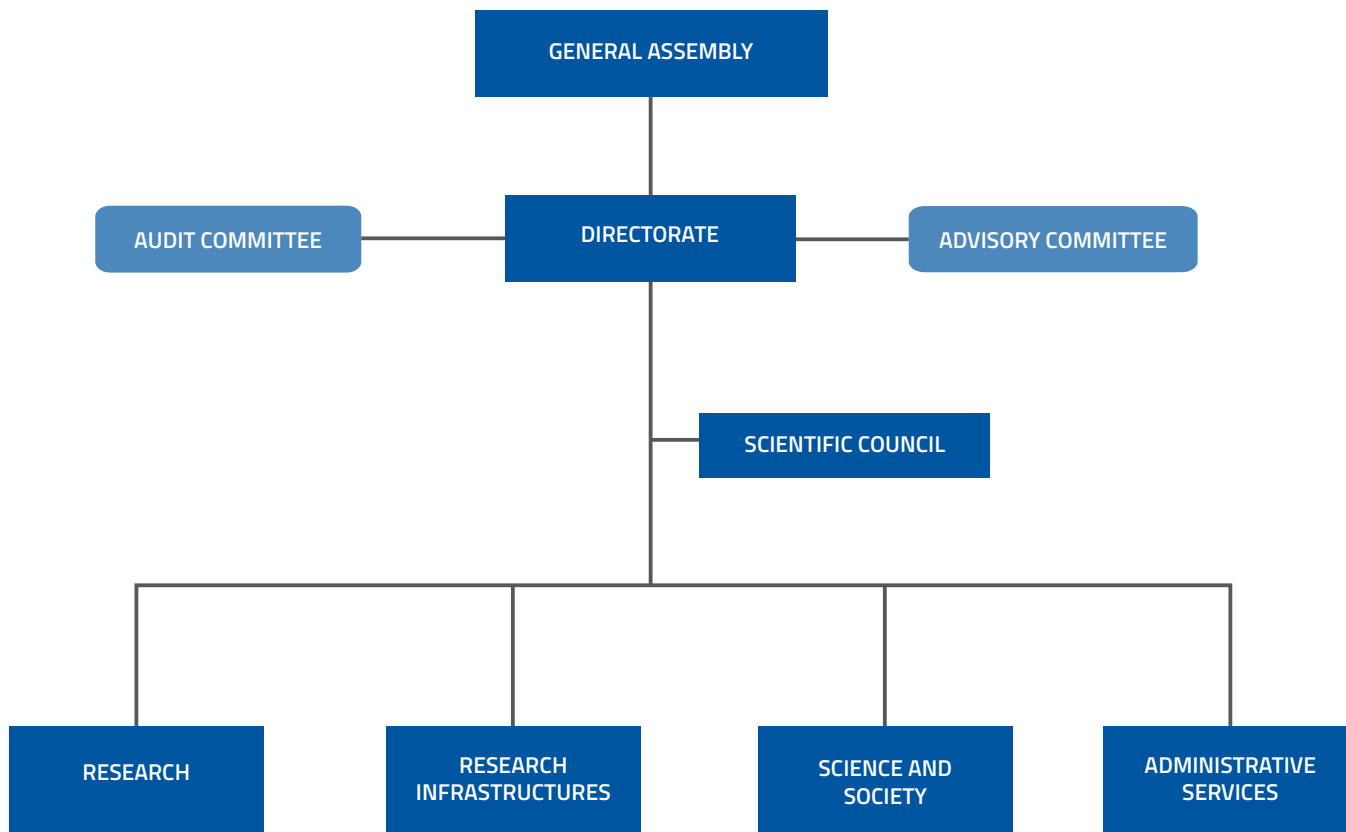 GENERAL ASSEMBLY
AUDIT COMMITTEE
DIRECTORATE
ADVISORY COMMITTEE
SCIENTIFIC COUNCIL
RESEARCH
RESEARCH
INFRASTRUCTURES
SCIENCE AND
SOCIETY
ADMINISTRATIVE
SERVICES